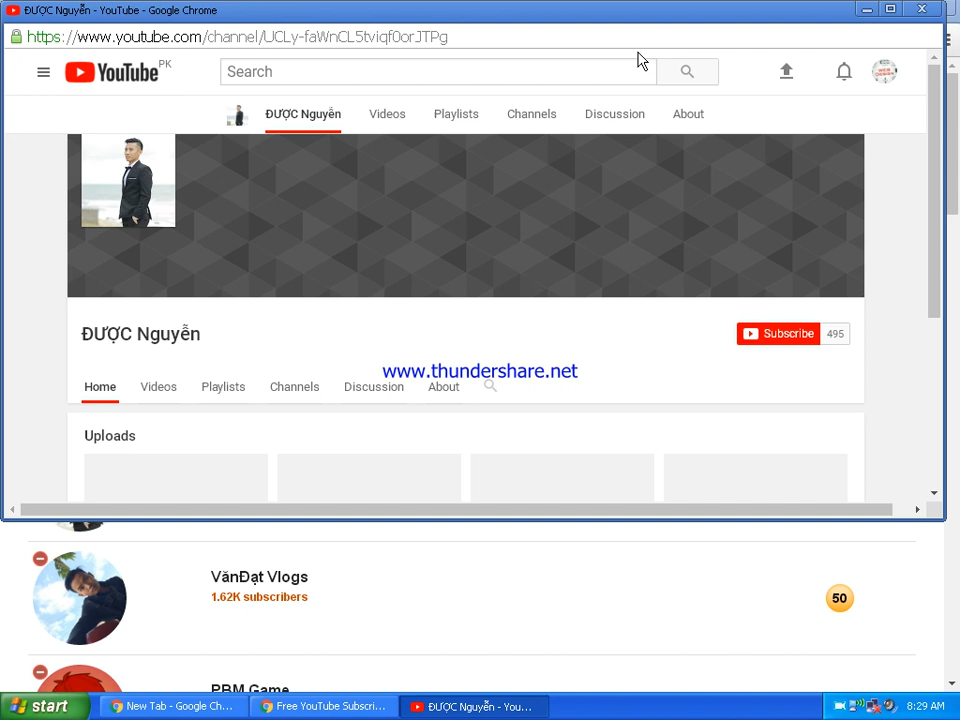 ĐƯỢC Nguyễn - YouTube - Google Chrome
https://www.youtube.com/channel/UCLy-faWnCL5tviqf0orJTPg
YouTube PK
Search
ĐƯỢC Nguyễn Videos Playlists Channels Discussion About
ĐƯỢC Nguyễn
Subscribe 495
www.thundershare.net
Home Videos Playlists Channels Discussion About
Uploads
VănĐạt Vlogs
1.62K subscribers
50
PBM Game
start New Tab - Google Ch... Free YouTube Subscri... ĐƯỢC Nguyễn - You... 8:29 AM